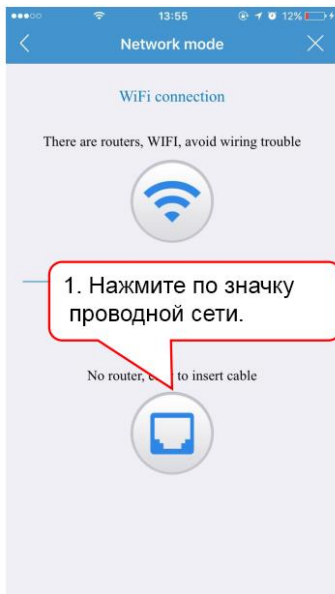 13:55
12%
Network mode
WiFi connection
There are routers, WIFI, avoid wiring trouble
1. Нажмите по значку
проводной сети.
No router, to insert cable